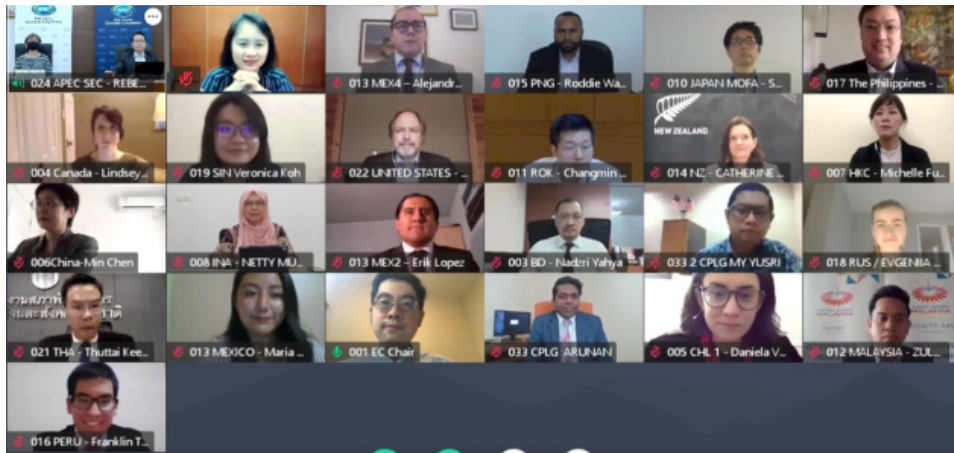 024 APEC SEC - REBE...
013 MEX4 – Alejandr...
015 PNG - Roddie Wa...
010 JAPAN MOFA - S...
017 The Philippines - ...
NEW ZEALAND
004 Canada - Lindsey...
019 SIN Veronica Koh
022 UNITED STATES - ...
011 ROK - Changmin ...
014 NZ - CATHERINE ...
007 HKC - Michelle Fu...
006China-Min Chen
008 INA - NETTY MU...
013 MEX2 – Erik Lopez
003 BD - Nadzri Yahya
033 2 CPLG MY YUSRI
018 RUS / EVGENIIA ...
MALAYSIA
021 THA - Thuttai Kee...
013 MEXICO - Maria ...
001 EC Chair
033 CPLG ARUNAN
005 CHL 1 - Daniela V...
012 MALAYSIA - ZUL...
016 PERU - Franklin T...